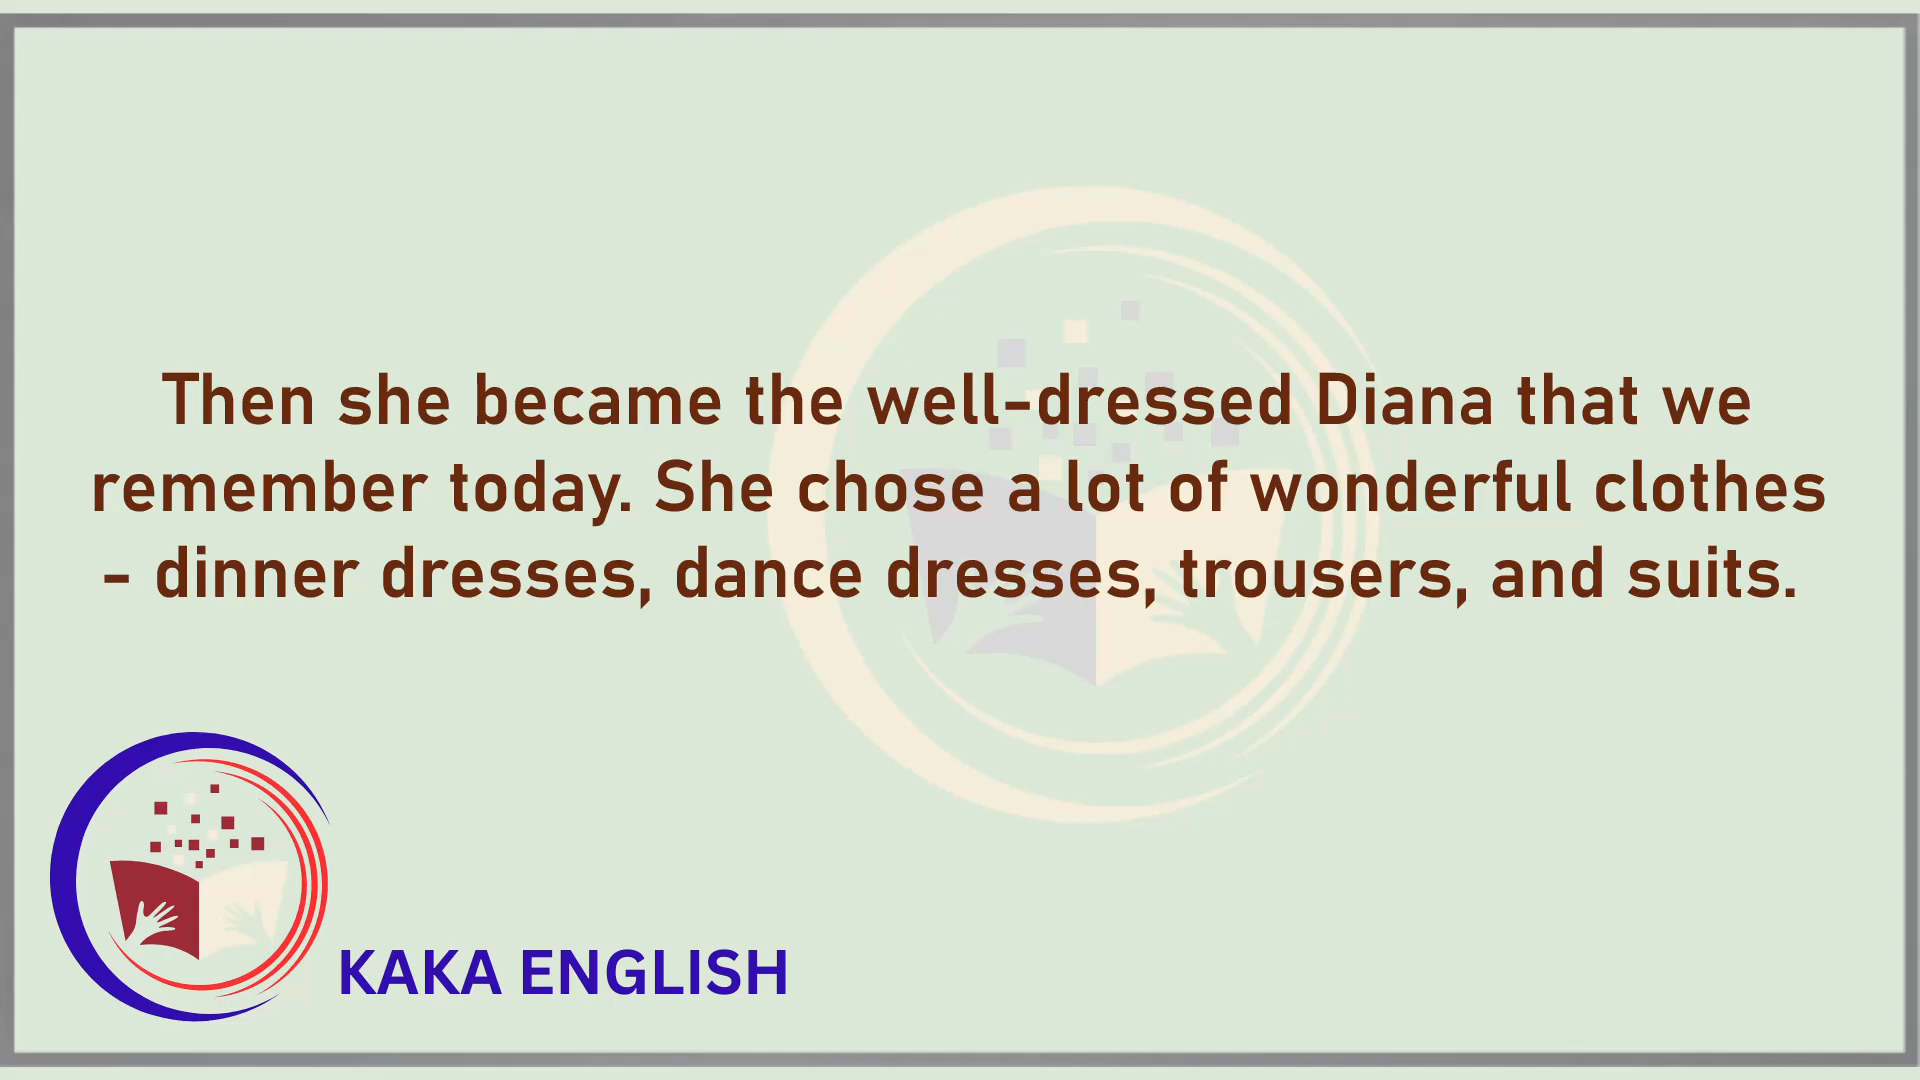 Then she became the well-dressed Diana that we
remember today. She chose a lot of wonderful clothes
- dinner dresses, dance dresses, trousers, and suits.
KAKA ENGLISH